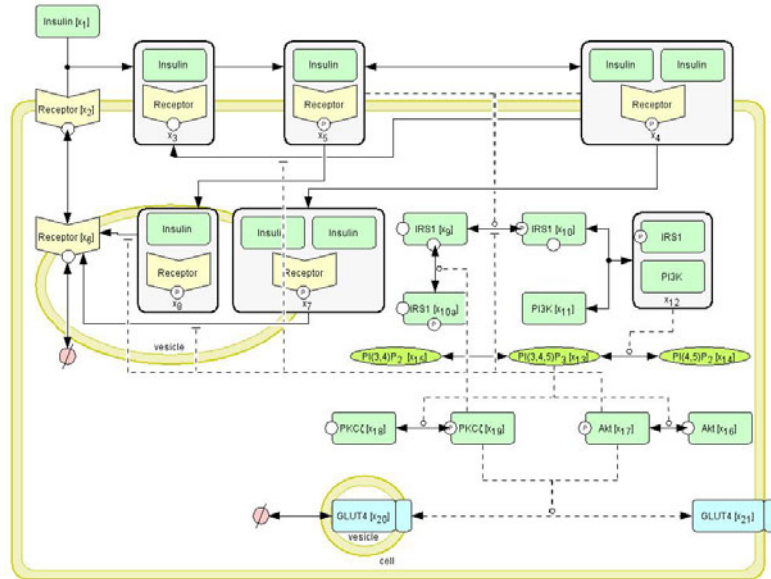 Insulin [x1]
Insulin
Insulin
Insulin
Insulin
Receptor [x2]
Receptor
Receptor
Receptor
P
P
x3
x5
x4
Receptor [x6]
Insulin
Insulin
Insulin
IRS1 [x9]
P
IRS1 [x10]
P
IRS1
Receptor
Receptor
PI3K
P
P
x8
x7
IRS1 [x10a]
P
PI3K [x11]
x12
vesicle
PI(3,4)P2 [x15]
PI(3,4,5)P3 [x13]
PI(4,5)P2 [x14]
PKCζ [x18]
P
PKCζ [x19]
P
Akt [x17]
Akt [x16]
GLUT4 [x20]
GLUT4 [x21]
vesicle
cell